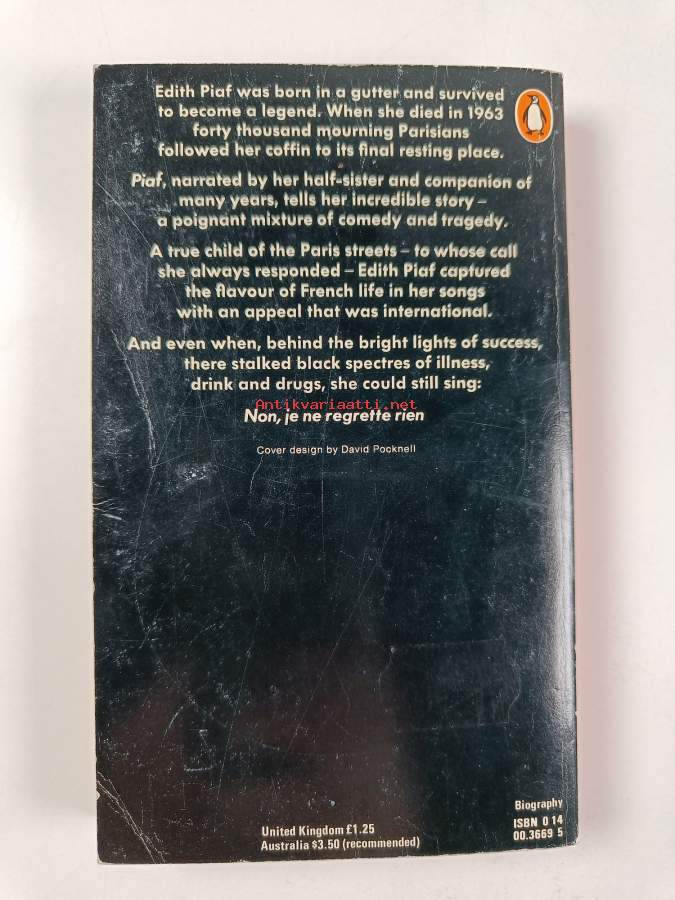 Edith Piaf was born in a gutter and survived
to become a legend. When she died in 1963
forty thousand mourning Parisians
followed her coffin to its final resting place.
Piaf, narrated by her half-sister and companion of
many years, tells her incredible story –
a poignant mixture of comedy and tragedy.
A true child of the Paris streets – to whose call
she always responded – Edith Piaf captured
the flavour of French life in her songs
with an appeal that was international.
And even when, behind the bright lights of success,
there stalked black spectres of illness,
drink and drugs, she could still sing:
Antikvariaatti.net
Non, je ne regrette rien
Cover design by David Pocknell
Biography
United Kingdom £1.25
Australia $3.50 (recommended)
ISBN 0 14
00.3669 5